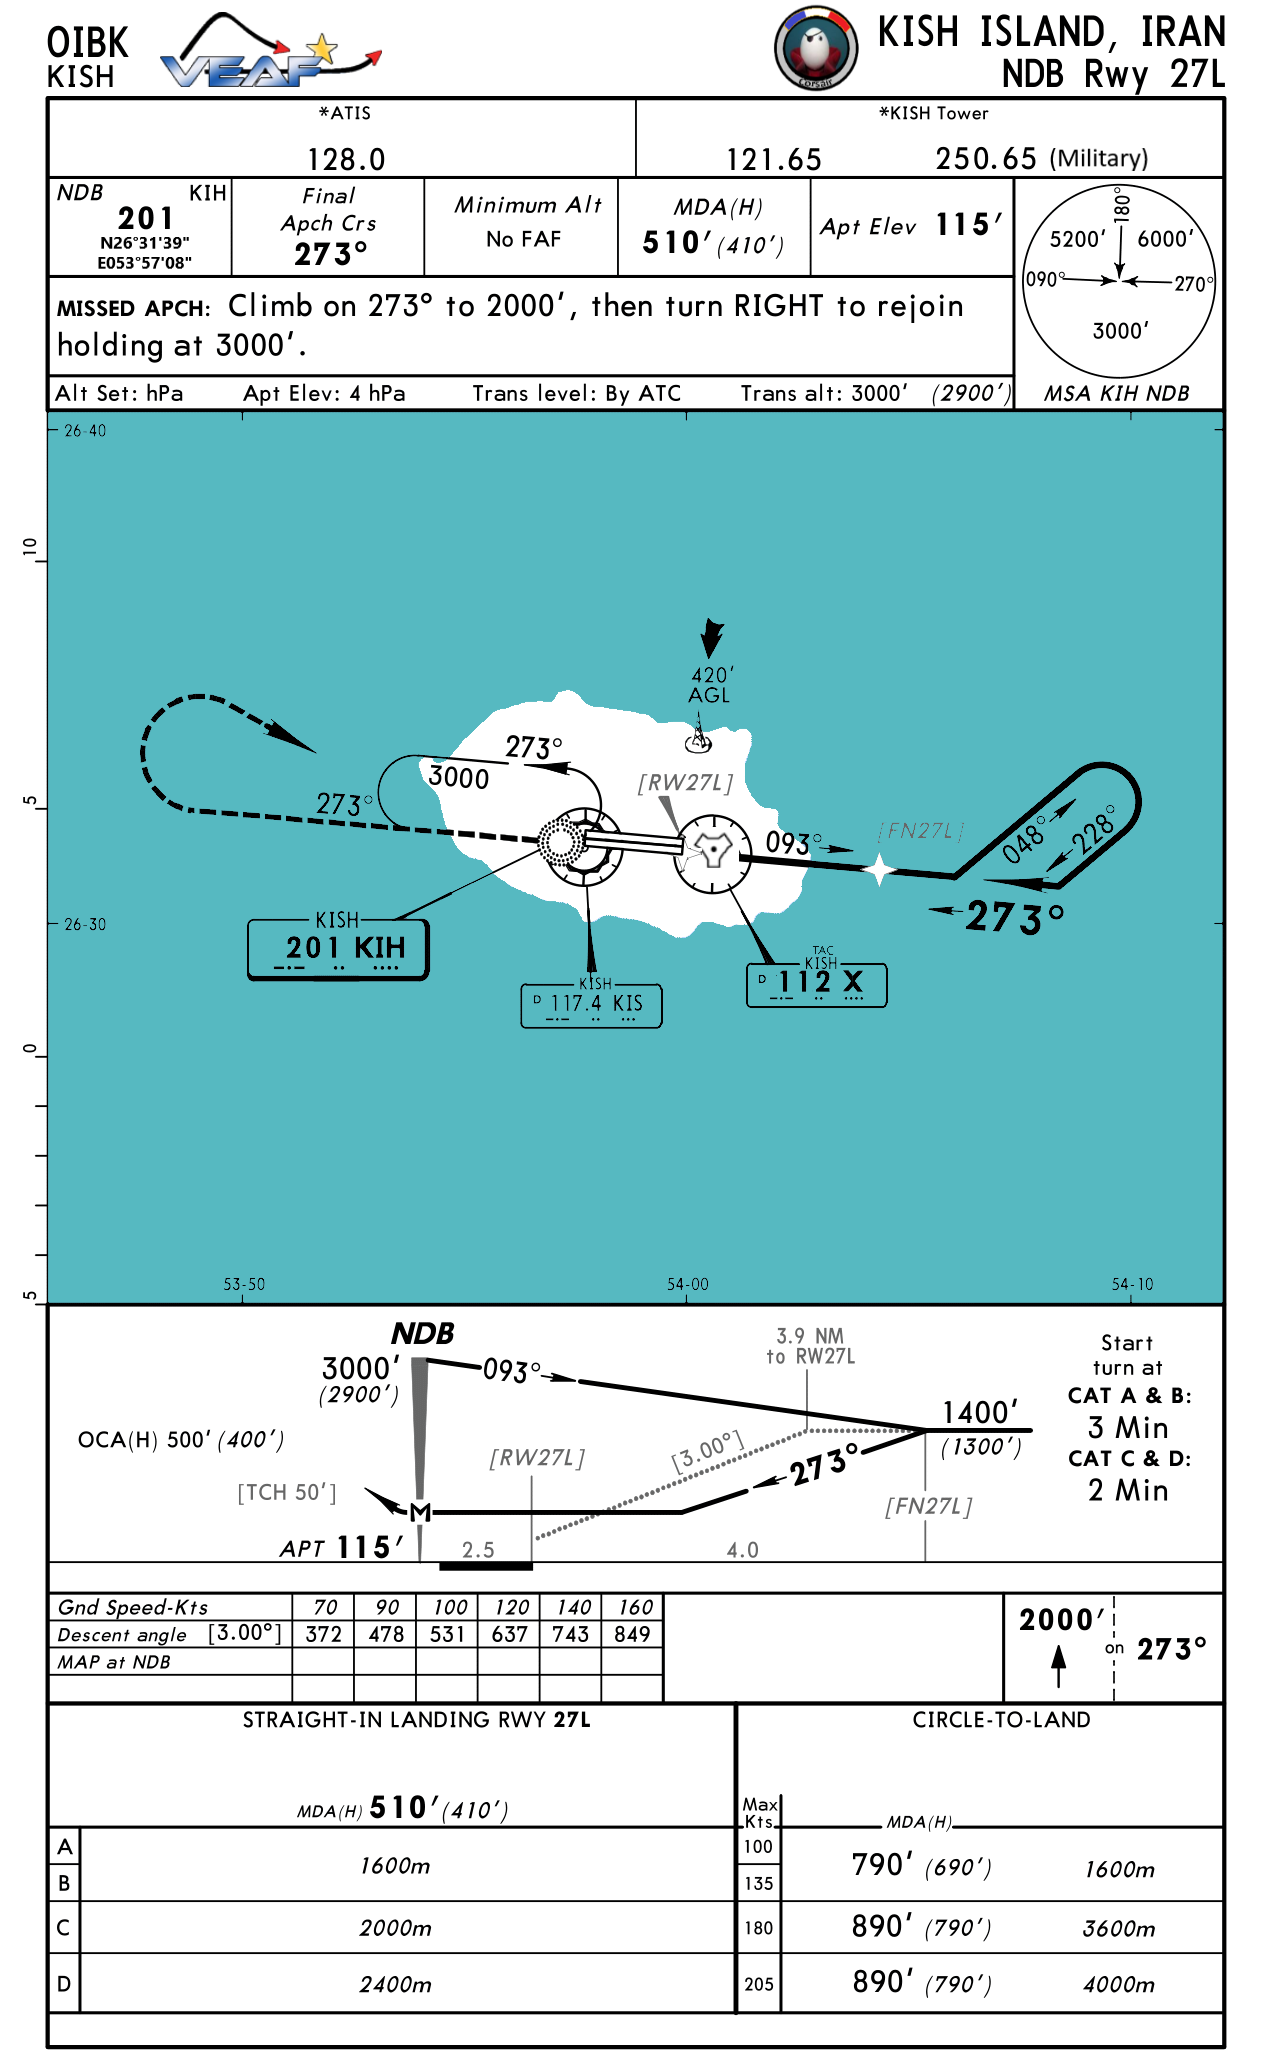 OIBK
KISH
VEAF
Corsair
KISH ISLAND, IRAN
NDB Rwy 27L
*ATIS
128.0
*KISH Tower
121.65 250.65 (Military)
NDB KIH
201
N26°31'39"
E053°57'08"
Final
Apch Crs
273°
Minimum Alt
No FAF
MDA(H)
510' (410')
Apt Elev 115'
180°
5200' 6000'
090° 270°
3000'
MSA KIH NDB
MISSED APCH: Climb on 273° to 2000', then turn RIGHT to rejoin
holding at 3000'.
Alt Set: hPa Apt Elev: 4 hPa Trans level: By ATC Trans alt: 3000' (2900')
26-40
10
5
0
5
420'
AGL
273°
3000
[RW27L]
273°
093°
[FN27L]
048°
228°
273°
26-30
KISH
201 KIH
KISH
D 117.4 KIS
TAC
KISH
D 112 X
53-50
54-00
54-10
NDB
3000'
(2900')
093°
3.9 NM
to RW27L
Start
turn at
CAT A & B:
3 Min
CAT C & D:
2 Min
1400'
(1300')
OCA(H) 500' (400')
[RW27L]
[3.00°]
273°
[TCH 50']
M
[FN27L]
APT 115'
2.5
4.0
Gnd Speed-Kts 70 90 100 120 140 160
Descent angle [3.00°] 372 478 531 637 743 849
MAP at NDB
2000'
on 273°
STRAIGHT-IN LANDING RWY 27L
CIRCLE-TO-LAND
MDA(H) 510' (410')
Max
Kts
MDA(H)
A
B
1600m
100
135
790' (690') 1600m
C 2000m
180 890' (790') 3600m
D 2400m
205 890' (790') 4000m